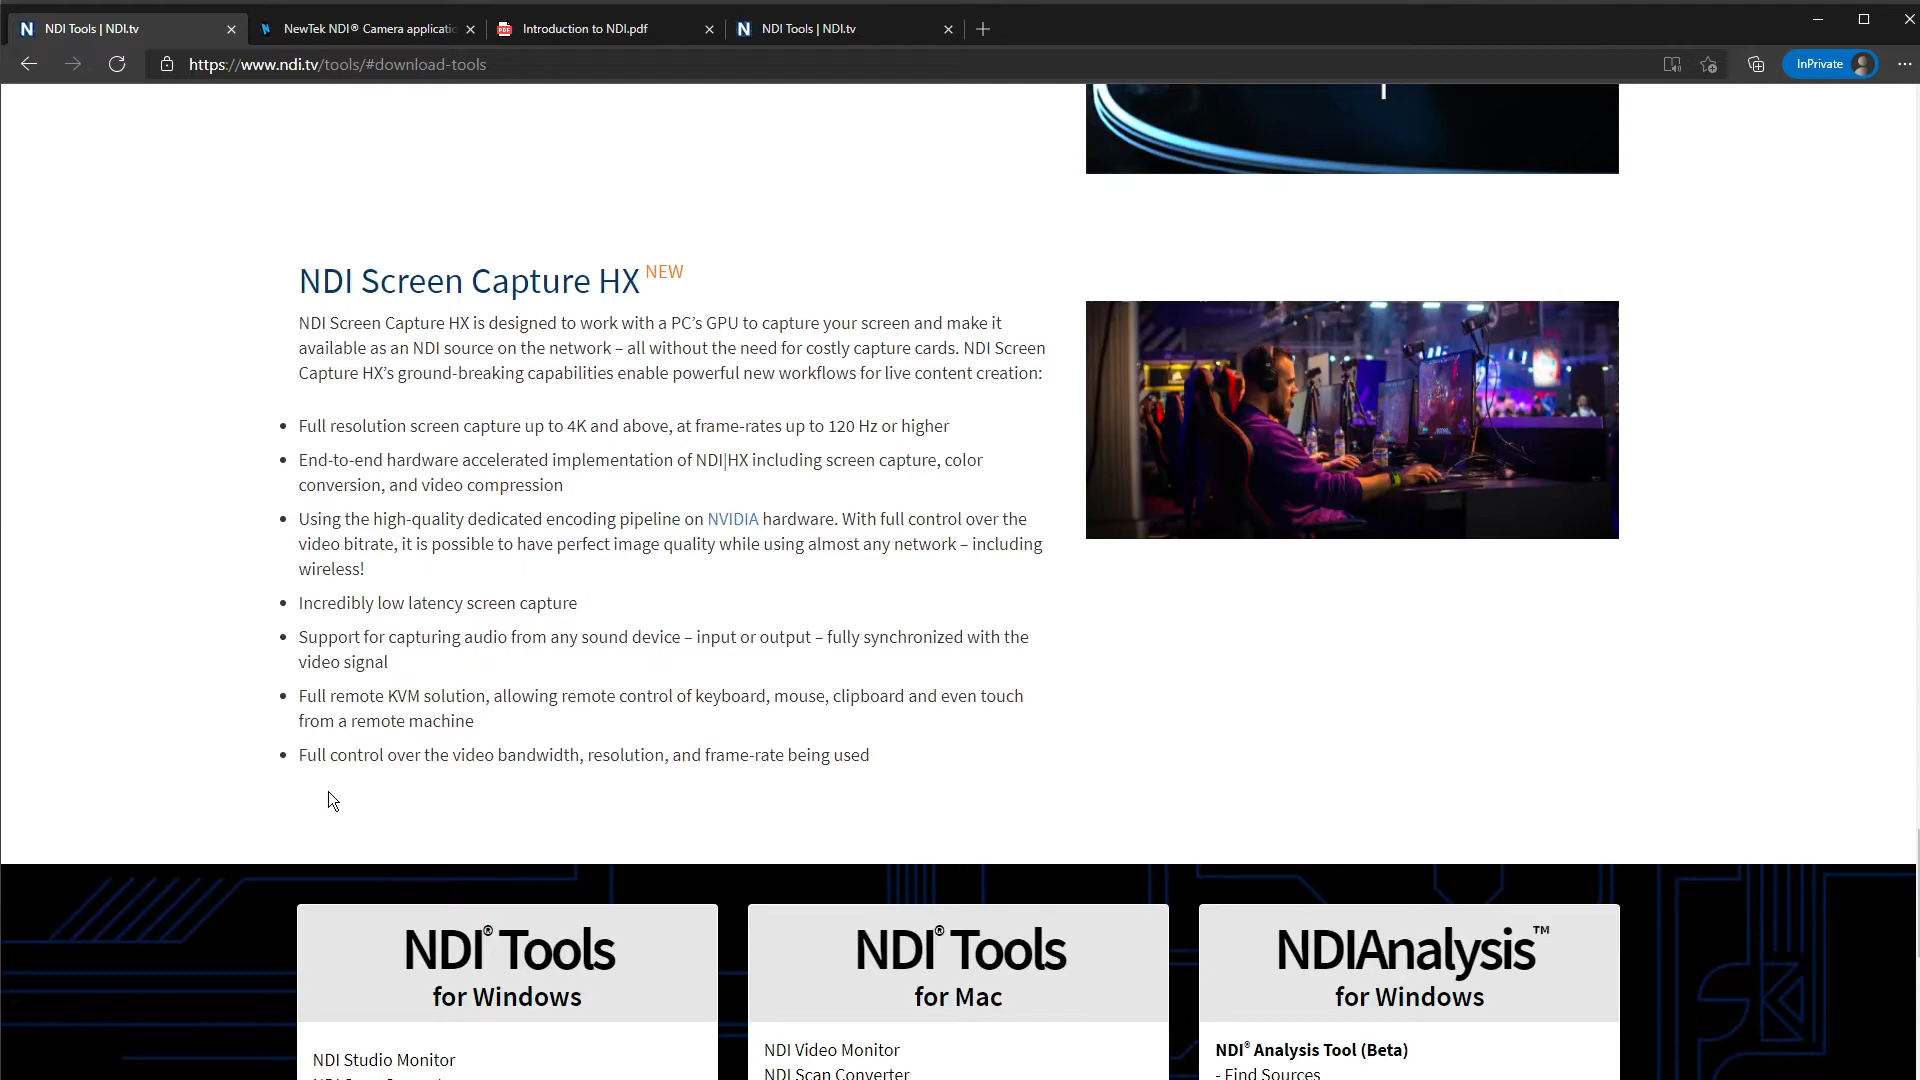 NDI Tools | NDI.tv
NewTek NDI® Camera applicatio
Introduction to NDI.pdf
NDI Tools | NDI.tv
https://www.ndi.tv/tools/#download-tools
InPrivate
NDI Screen Capture HX NEW
NDI Screen Capture HX is designed to work with a PC’s GPU to capture your screen and make it
available as an NDI source on the network – all without the need for costly capture cards. NDI Screen
Capture HX’s ground-breaking capabilities enable powerful new workflows for live content creation:
• Full resolution screen capture up to 4K and above, at frame-rates up to 120 Hz or higher
• End-to-end hardware accelerated implementation of NDI|HX including screen capture, color
conversion, and video compression
• Using the high-quality dedicated encoding pipeline on NVIDIA hardware. With full control over the
video bitrate, it is possible to have perfect image quality while using almost any network – including
wireless!
• Incredibly low latency screen capture
• Support for capturing audio from any sound device – input or output – fully synchronized with the
video signal
• Full remote KVM solution, allowing remote control of keyboard, mouse, clipboard and even touch
from a remote machine
• Full control over the video bandwidth, resolution, and frame-rate being used
NDI® Tools
for Windows
NDI Studio Monitor
NDI® Tools
for Mac
NDI Video Monitor
NDI Scan Converter
NDIAnalysis™
for Windows
NDI® Analysis Tool (Beta)
- Find Sources